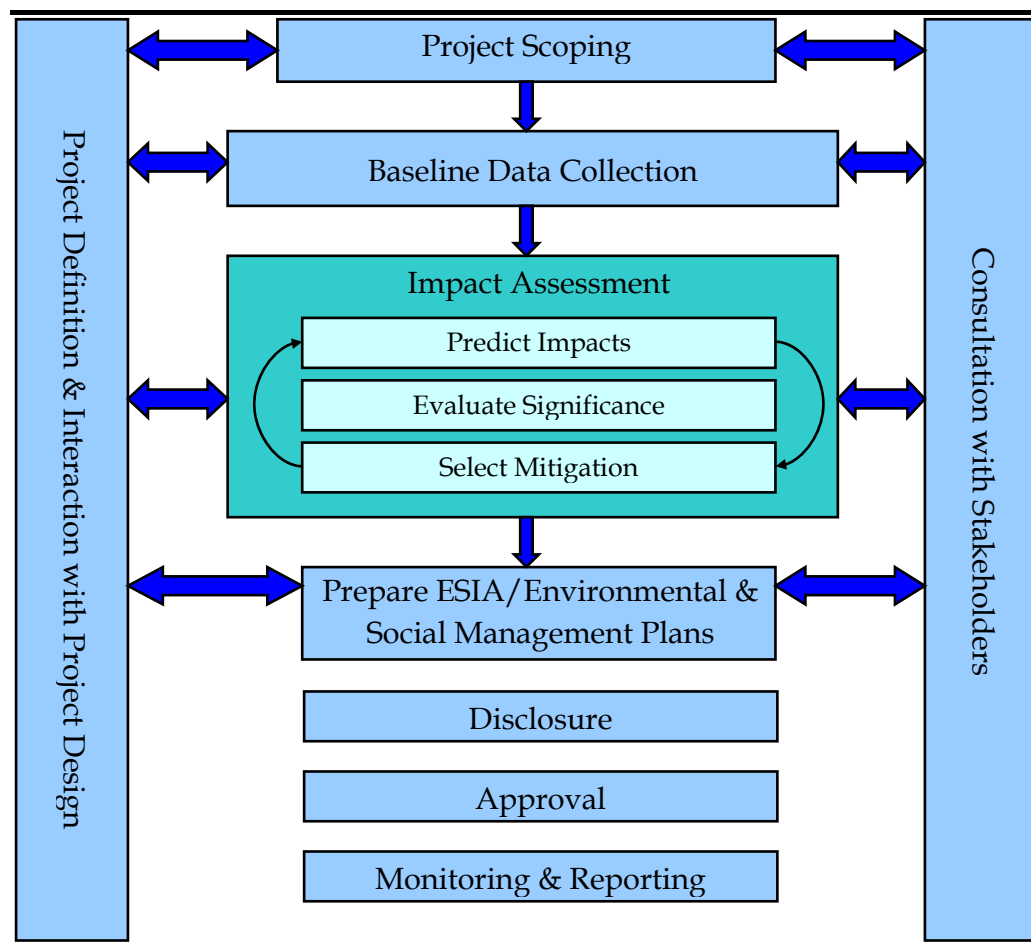 Project Scoping
Baseline Data Collection
Impact Assessment
Predict Impacts
Evaluate Significance
Select Mitigation
Prepare ESIA/Environmental &
Social Management Plans
Disclosure
Approval
Monitoring & Reporting
Project Definition & Interaction with Project Design
Consultation with Stakeholders